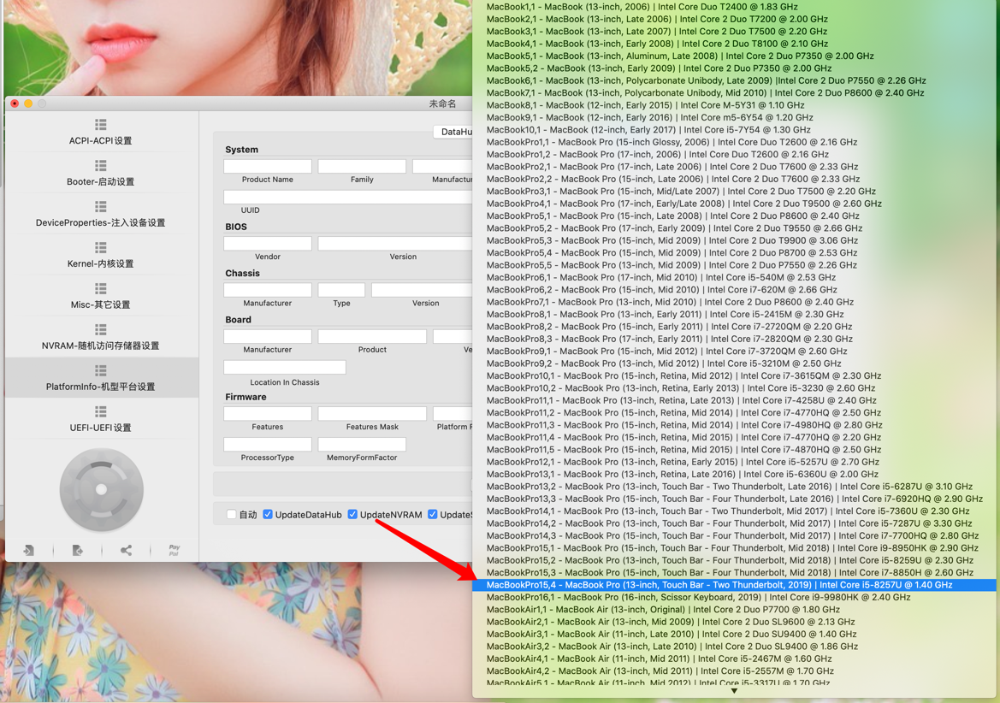 未命名
ACPI-ACPI设置
Booter-启动设置
DeviceProperties-注入设备设置
Kernel-内核设置
Misc-其它设置
NVRAM-随机访问存储器设置
PlatformInfo-机型平台设置
UEFI-UEFI设置
Pay
Pal
DataHu
System
Product Name
Family
Manufactur
UUID
BIOS
Vendor
Version
Chassis
Manufacturer
Type
Version
Board
Manufacturer
Product
Ve
Location In Chassis
Firmware
Features
Features Mask
Platform F
ProcessorType
MemoryFormFactor
自动
UpdateDataHub
UpdateNVRAM
UpdateS
MacBook1,1 - MacBook (13-inch, 2006) | Intel Core Duo T2400 @ 1.83 GHz
MacBook2,1 - MacBook (13-inch, Late 2006) | Intel Core 2 Duo T7200 @ 2.00 GHz
MacBook3,1 - MacBook (13-inch, Late 2007) | Intel Core 2 Duo T7500 @ 2.20 GHz
MacBook4,1 - MacBook (13-inch, Early 2008) | Intel Core 2 Duo T8100 @ 2.10 GHz
MacBook5,1 - MacBook (13-inch, Aluminum, Late 2008) | Intel Core 2 Duo P7350 @ 2.00 GHz
MacBook5,2 - MacBook (13-inch, Early 2009) | Intel Core 2 Duo P7350 @ 2.00 GHz
MacBook6,1 - MacBook (13-inch, Polycarbonate Unibody, Late 2009) |Intel Core 2 Duo P7550 @ 2.26 GHz
MacBook7,1 - MacBook (13-inch, Polycarbonate Unibody, Mid 2010) | Intel Core 2 Duo P8600 @ 2.40 GHz
MacBook8,1 - MacBook (12-inch, Early 2015) | Intel Core M-5Y31 @ 1.10 GHz
MacBook9,1 - MacBook (12-inch, Early 2016) | Intel Core m5-6Y54 @ 1.20 GHz
MacBook10,1 - MacBook (12-inch, Early 2017) | Intel Core i5-7Y54 @ 1.30 GHz
MacBookPro1,1 - MacBook Pro (15-inch Glossy, 2006) | Intel Core Duo T2600 @ 2.16 GHz
MacBookPro1,2 - MacBook Pro (17-inch, 2006) | Intel Core Duo T2600 @ 2.16 GHz
MacBookPro2,1 - MacBook Pro (17-inch, Late 2006) | Intel Core 2 Duo T7600 @ 2.33 GHz
MacBookPro2,2 - MacBook Pro (15-inch, Late 2006) | Intel Core 2 Duo T7600 @ 2.33 GHz
MacBookPro3,1 - MacBook Pro (15-inch, Mid/Late 2007) | Intel Core 2 Duo T7500 @ 2.20 GHz
MacBookPro4,1 - MacBook Pro (17-inch, Early/Late 2008) | Intel Core 2 Duo T9500 @ 2.60 GHz
MacBookPro5,1 - MacBook Pro (15-inch, Late 2008) | Intel Core 2 Duo P8600 @ 2.40 GHz
MacBookPro5,2 - MacBook Pro (17-inch, Early 2009) | Intel Core 2 Duo T9550 @ 2.66 GHz
MacBookPro5,3 - MacBook Pro (15-inch, Mid 2009) | Intel Core 2 Duo T9900 @ 3.06 GHz
MacBookPro5,4 - MacBook Pro (15-inch, Mid 2009) | Intel Core 2 Duo P8700 @ 2.53 GHz
MacBookPro5,5 - MacBook Pro (13-inch, Mid 2009) | Intel Core 2 Duo P7550 @ 2.26 GHz
MacBookPro6,1 - MacBook Pro (17-inch, Mid 2010) | Intel Core i5-540M @ 2.53 GHz
MacBookPro6,2 - MacBook Pro (15-inch, Mid 2010) | Intel Core i7-620M @ 2.66 GHz
MacBookPro7,1 - MacBook Pro (13-inch, Mid 2010) | Intel Core 2 Duo P8600 @ 2.40 GHz
MacBookPro8,1 - MacBook Pro (13-inch, Early 2011) | Intel Core i5-2415M @ 2.30 GHz
MacBookPro8,2 - MacBook Pro (15-inch, Early 2011) | Intel Core i7-2720QM @ 2.20 GHz
MacBookPro8,3 - MacBook Pro (17-inch, Early 2011) | Intel Core i7-2820QM @ 2.30 GHz
MacBookPro9,1 - MacBook Pro (15-inch, Mid 2012) | Intel Core i7-3720QM @ 2.60 GHz
MacBookPro9,2 - MacBook Pro (13-inch, Mid 2012) | Intel Core i5-3210M @ 2.50 GHz
MacBookPro10,1 - MacBook Pro (15-inch, Retina, Mid 2012) | Intel Core i7-3615QM @ 2.30 GHz
MacBookPro10,2 - MacBook Pro (13-inch, Retina, Early 2013) | Intel Core i5-3230 @ 2.60 GHz
MacBookPro11,1 - MacBook Pro (13-inch, Retina, Late 2013) | Intel Core i7-4258U @ 2.40 GHz
MacBookPro11,2 - MacBook Pro (15-inch, Retina, Mid 2014) | Intel Core i7-4770HQ @ 2.50 GHz
MacBookPro11,3 - MacBook Pro (15-inch, Retina, Mid 2014) | Intel Core i7-4980HQ @ 2.80 GHz
MacBookPro11,4 - MacBook Pro (15-inch, Retina, Mid 2015) | Intel Core i7-4770HQ @ 2.20 GHz
MacBookPro11,5 - MacBook Pro (15-inch, Retina, Mid 2015) | Intel Core i7-4870HQ @ 2.50 GHz
MacBookPro12,1 - MacBook Pro (13-inch, Retina, Early 2015) | Intel Core i5-5257U @ 2.70 GHz
MacBookPro13,1 - MacBook Pro (13-inch, Retina, Late 2016) | Intel Core i5-6360U @ 2.00 GHz
MacBookPro13,2 - MacBook Pro (13-inch, Touch Bar - Two Thunderbolt, Late 2016) | Intel Core i5-6287U @ 3.10 GHz
MacBookPro13,3 - MacBook Pro (15-inch, Touch Bar - Four Thunderbolt, Late 2016) | Intel Core i7-6920HQ @ 2.90 GHz
MacBookPro14,1 - MacBook Pro (13-inch, Touch Bar - Two Thunderbolt, Mid 2017) | Intel Core i5-7360U @ 2.30 GHz
MacBookPro14,2 - MacBook Pro (13-inch, Touch Bar - Four Thunderbolt, Mid 2017) | Intel Core i5-7287U @ 3.30 GHz
MacBookPro14,3 - MacBook Pro (15-inch, Touch Bar - Four Thunderbolt, Mid 2017) | Intel Core i7-7700HQ @ 2.80 GHz
MacBookPro15,1 - MacBook Pro (15-inch, Touch Bar - Four Thunderbolt, Mid 2018) | Intel Core i9-8950HK @ 2.90 GHz
MacBookPro15,2 - MacBook Pro (13-inch, Touch Bar - Four Thunderbolt, Mid 2018) | Intel Core i5-8259U @ 2.30 GHz
MacBookPro15,3 - MacBook Pro (15-inch, Touch Bar - Four Thunderbolt, Mid 2018) | Intel Core i7-8850H @ 2.60 GHz
MacBookPro15,4 - MacBook Pro (13-inch, Touch Bar - Two Thunderbolt, 2019) | Intel Core i5-8257U @ 1.40 GHz
MacBookPro16,1 - MacBook Pro (16-inch, Scissor Keyboard, 2019) | Intel Core i9-9980HK @ 2.40 GHz
MacBookAir1,1 - MacBook Air (13-inch, Original) | Intel Core 2 Duo P7700 @ 1.80 GHz
MacBookAir2,1 - MacBook Air (13-inch, Mid 2009) | Intel Core 2 Duo SL9600 @ 2.13 GHz
MacBookAir3,1 - MacBook Air (11-inch, Late 2010) | Intel Core 2 Duo SU9400 @ 1.40 GHz
MacBookAir3,2 - MacBook Air (13-inch, Late 2010) | Intel Core 2 Duo SL9400 @ 1.86 GHz
MacBookAir4,1 - MacBook Air (11-inch, Mid 2011) | Intel Core i5-2467M @ 1.60 GHz
MacBookAir4,2 - MacBook Air (13-inch, Mid 2011) | Intel Core i5-2557M @ 1.70 GHz
MacBookAir5,1 - MacBook Air (11-inch, Mid 2012) | Intel Core i5-3317U @ 1.70 GHz